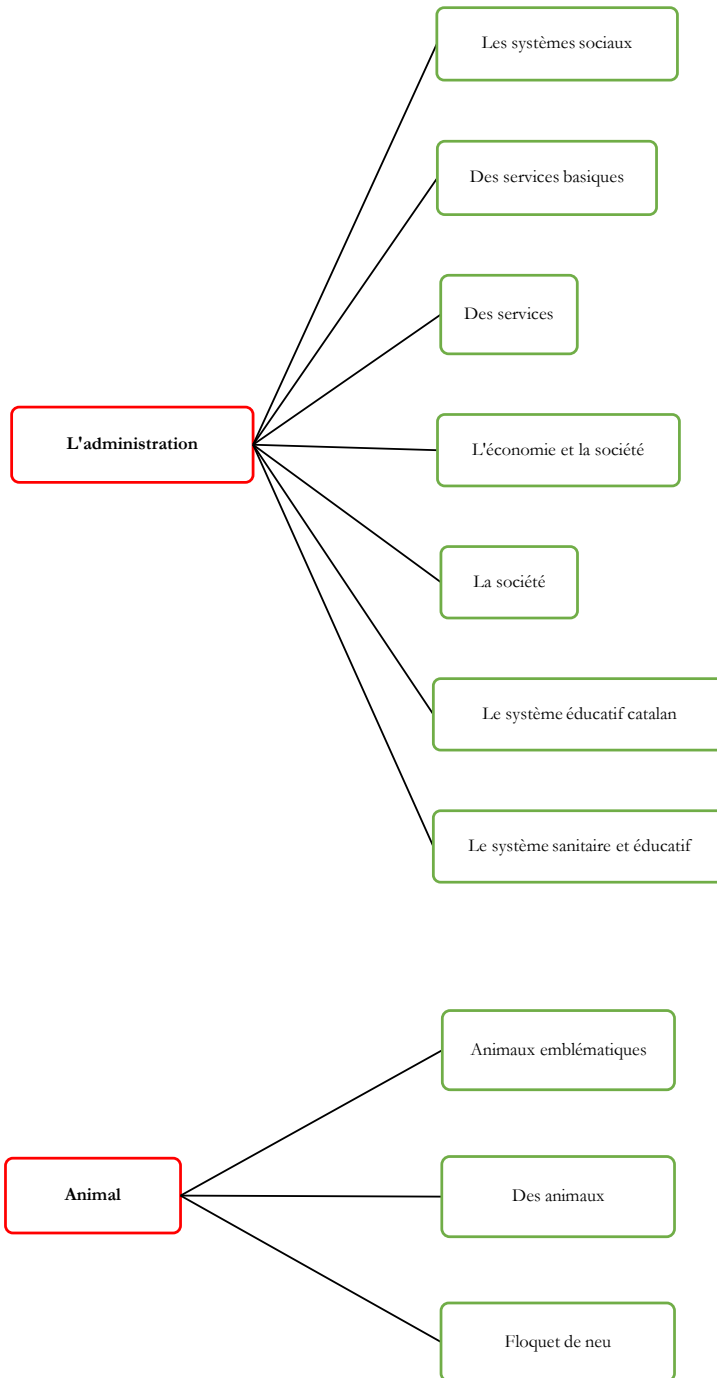 Les systèmes sociaux
Des services basiques
Des services
L'administration
L'économie et la société
La société
Le système éducatif catalan
Le système sanitaire et éducatif
Animaux emblématiques
Animal
Des animaux
Floquet de neu